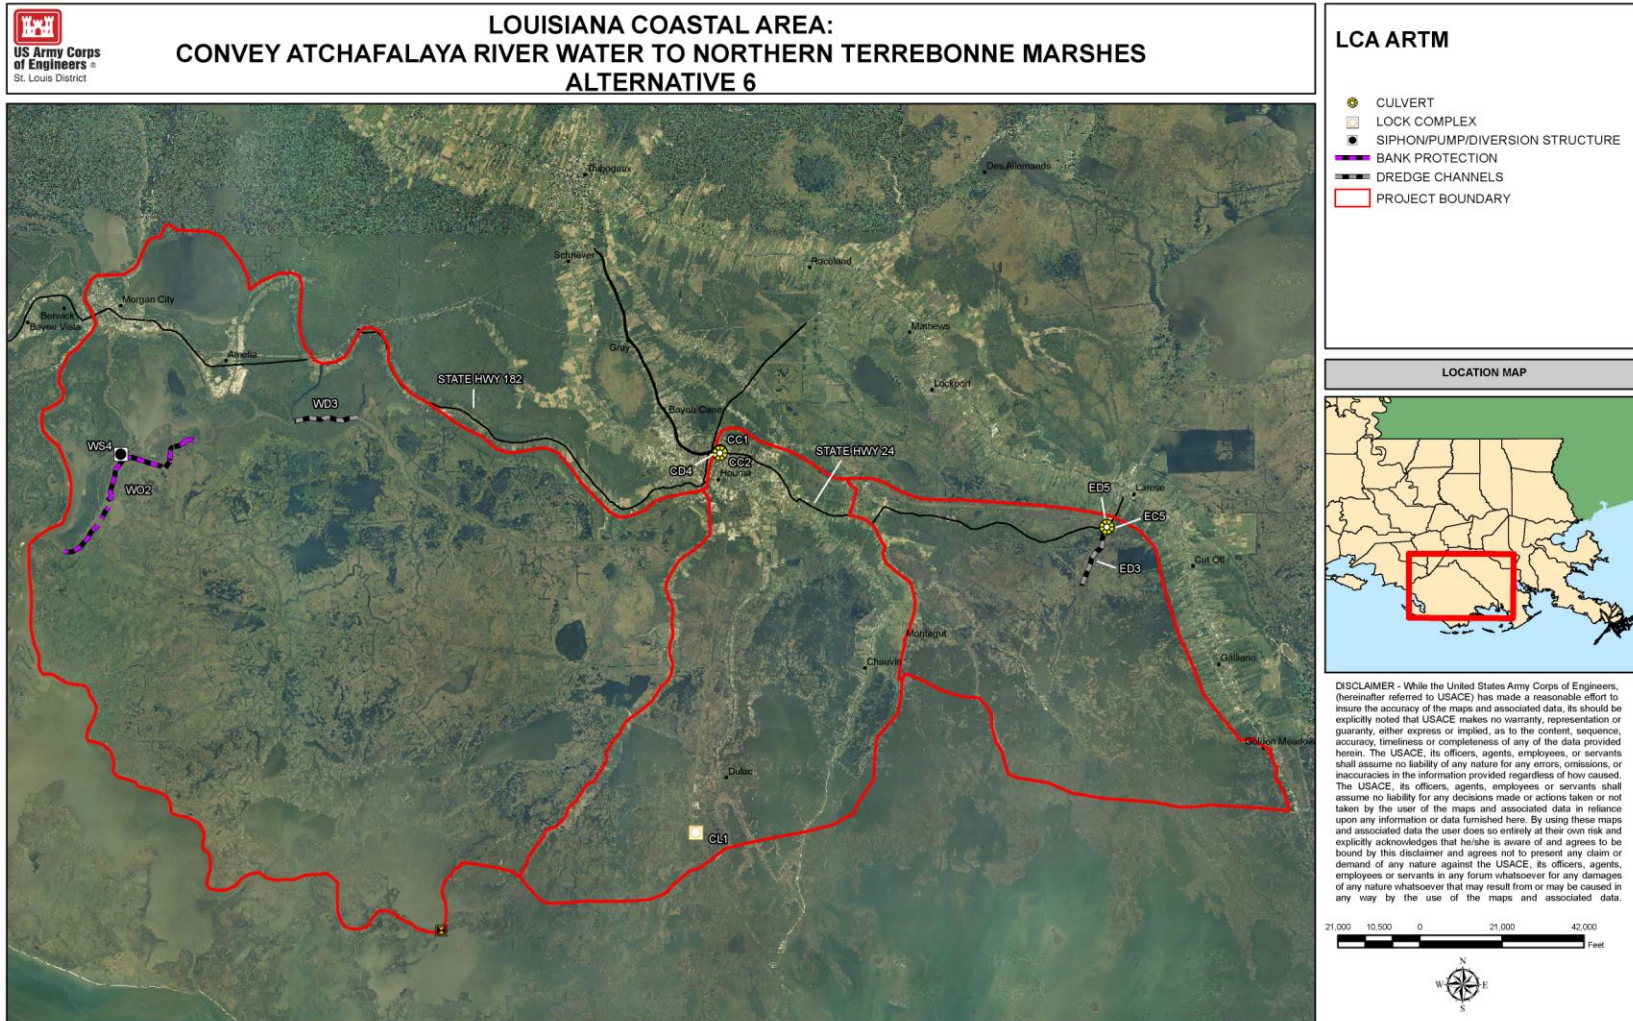 US Army Corps
of Engineers ®
St. Louis District
LOUISIANA COASTAL AREA:
CONVEY ATCHAFALAYA RIVER WATER TO NORTHERN TERREBONNE MARSHES
ALTERNATIVE 6
Thibodaux
Des Allemands
Schriever
Raceland
Morgan City
Berwick
Bayou Vista
Mathews
Gray
Amelia
STATE HWY 182
Lockport
WD3
Bayou Cane
CC1
WS4
STATE HWY 24
CC2
CD4
Houma
WO2
ED5
Larose
EC5
Cut Off
ED3
Montegut
Chauvin
Galliano
Golden Meadow
Dulac
CL1
LCA ARTM
CULVERT
LOCK COMPLEX
SIPHON/PUMP/DIVERSION STRUCTURE
BANK PROTECTION
DREDGE CHANNELS
PROJECT BOUNDARY
LOCATION MAP
DISCLAIMER - While the United States Army Corps of Engineers,
(hereinafter referred to USACE) has made a reasonable effort to
insure the accuracy of the maps and associated data, its should be
explicitly noted that USACE makes no warranty, representation or
guaranty, either express or implied, as to the content, sequence,
accuracy, timeliness or completeness of any of the data provided
herein. The USACE, its officers, agents, employees, or servants
shall assume no liability of any nature for any errors, omissions, or
inaccuracies in the information provided regardless of how caused.
The USACE, its officers, agents, employees or servants shall
assume no liability for any decisions made or actions taken or not
taken by the user of the maps and associated data in reliance
upon any information or data furnished here. By using these maps
and associated data the user does so entirely at their own risk and
explicitly acknowledges that he/she is aware of and agrees to be
bound by this disclaimer and agrees not to present any claim or
demand of any nature against the USACE, its officers, agents,
employees or servants in any forum whatsoever for any damages
of any nature whatsoever that may result from or may be caused in
any way by the use of the maps and associated data.
21,000 10,500 0 21,000 42,000
Feet
N
W E
S